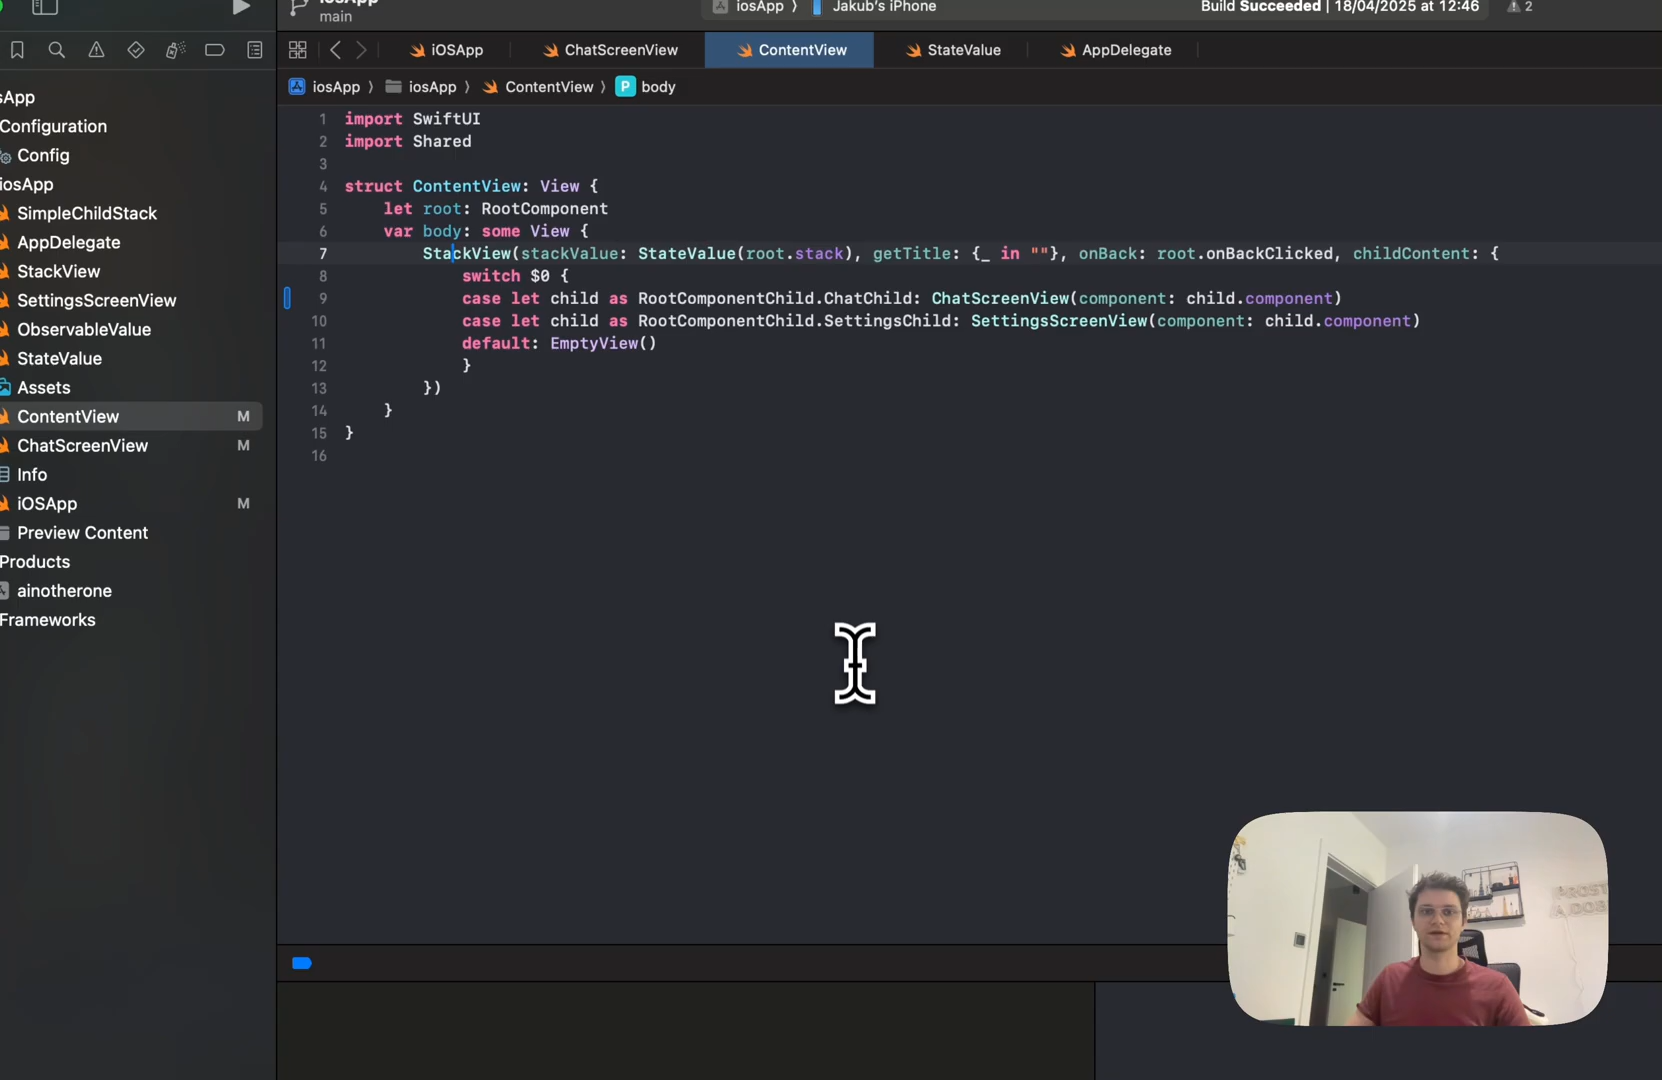 iosApp
main
iosApp 〉 Jakub's iPhone
Build Succeeded | 18/04/2025 at 12:46
2
iOSApp
ChatScreenView
ContentView
StateValue
AppDelegate
iosApp 〉 iosApp 〉 ContentView 〉 P body
sApp
Configuration
Config
iosApp
SimpleChildStack
AppDelegate
StackView
SettingsScreenView
ObservableValue
StateValue
Assets
ContentView M
ChatScreenView M
Info
iOSApp M
Preview Content
Products
ainotherone
Frameworks
1 import SwiftUI
2 import Shared
3
4 struct ContentView: View {
5 let root: RootComponent
6 var body: some View {
7 StackView(stackValue: StateValue(root.stack), getTitle: {_ in ""}, onBack: root.onBackClicked, childContent: {
8 switch $0 {
9 case let child as RootComponentChild.ChatChild: ChatScreenView(component: child.component)
10 case let child as RootComponentChild.SettingsChild: SettingsScreenView(component: child.component)
11 default: EmptyView()
12 }
13 })
14 }
15 }
16
PROST
A DOB